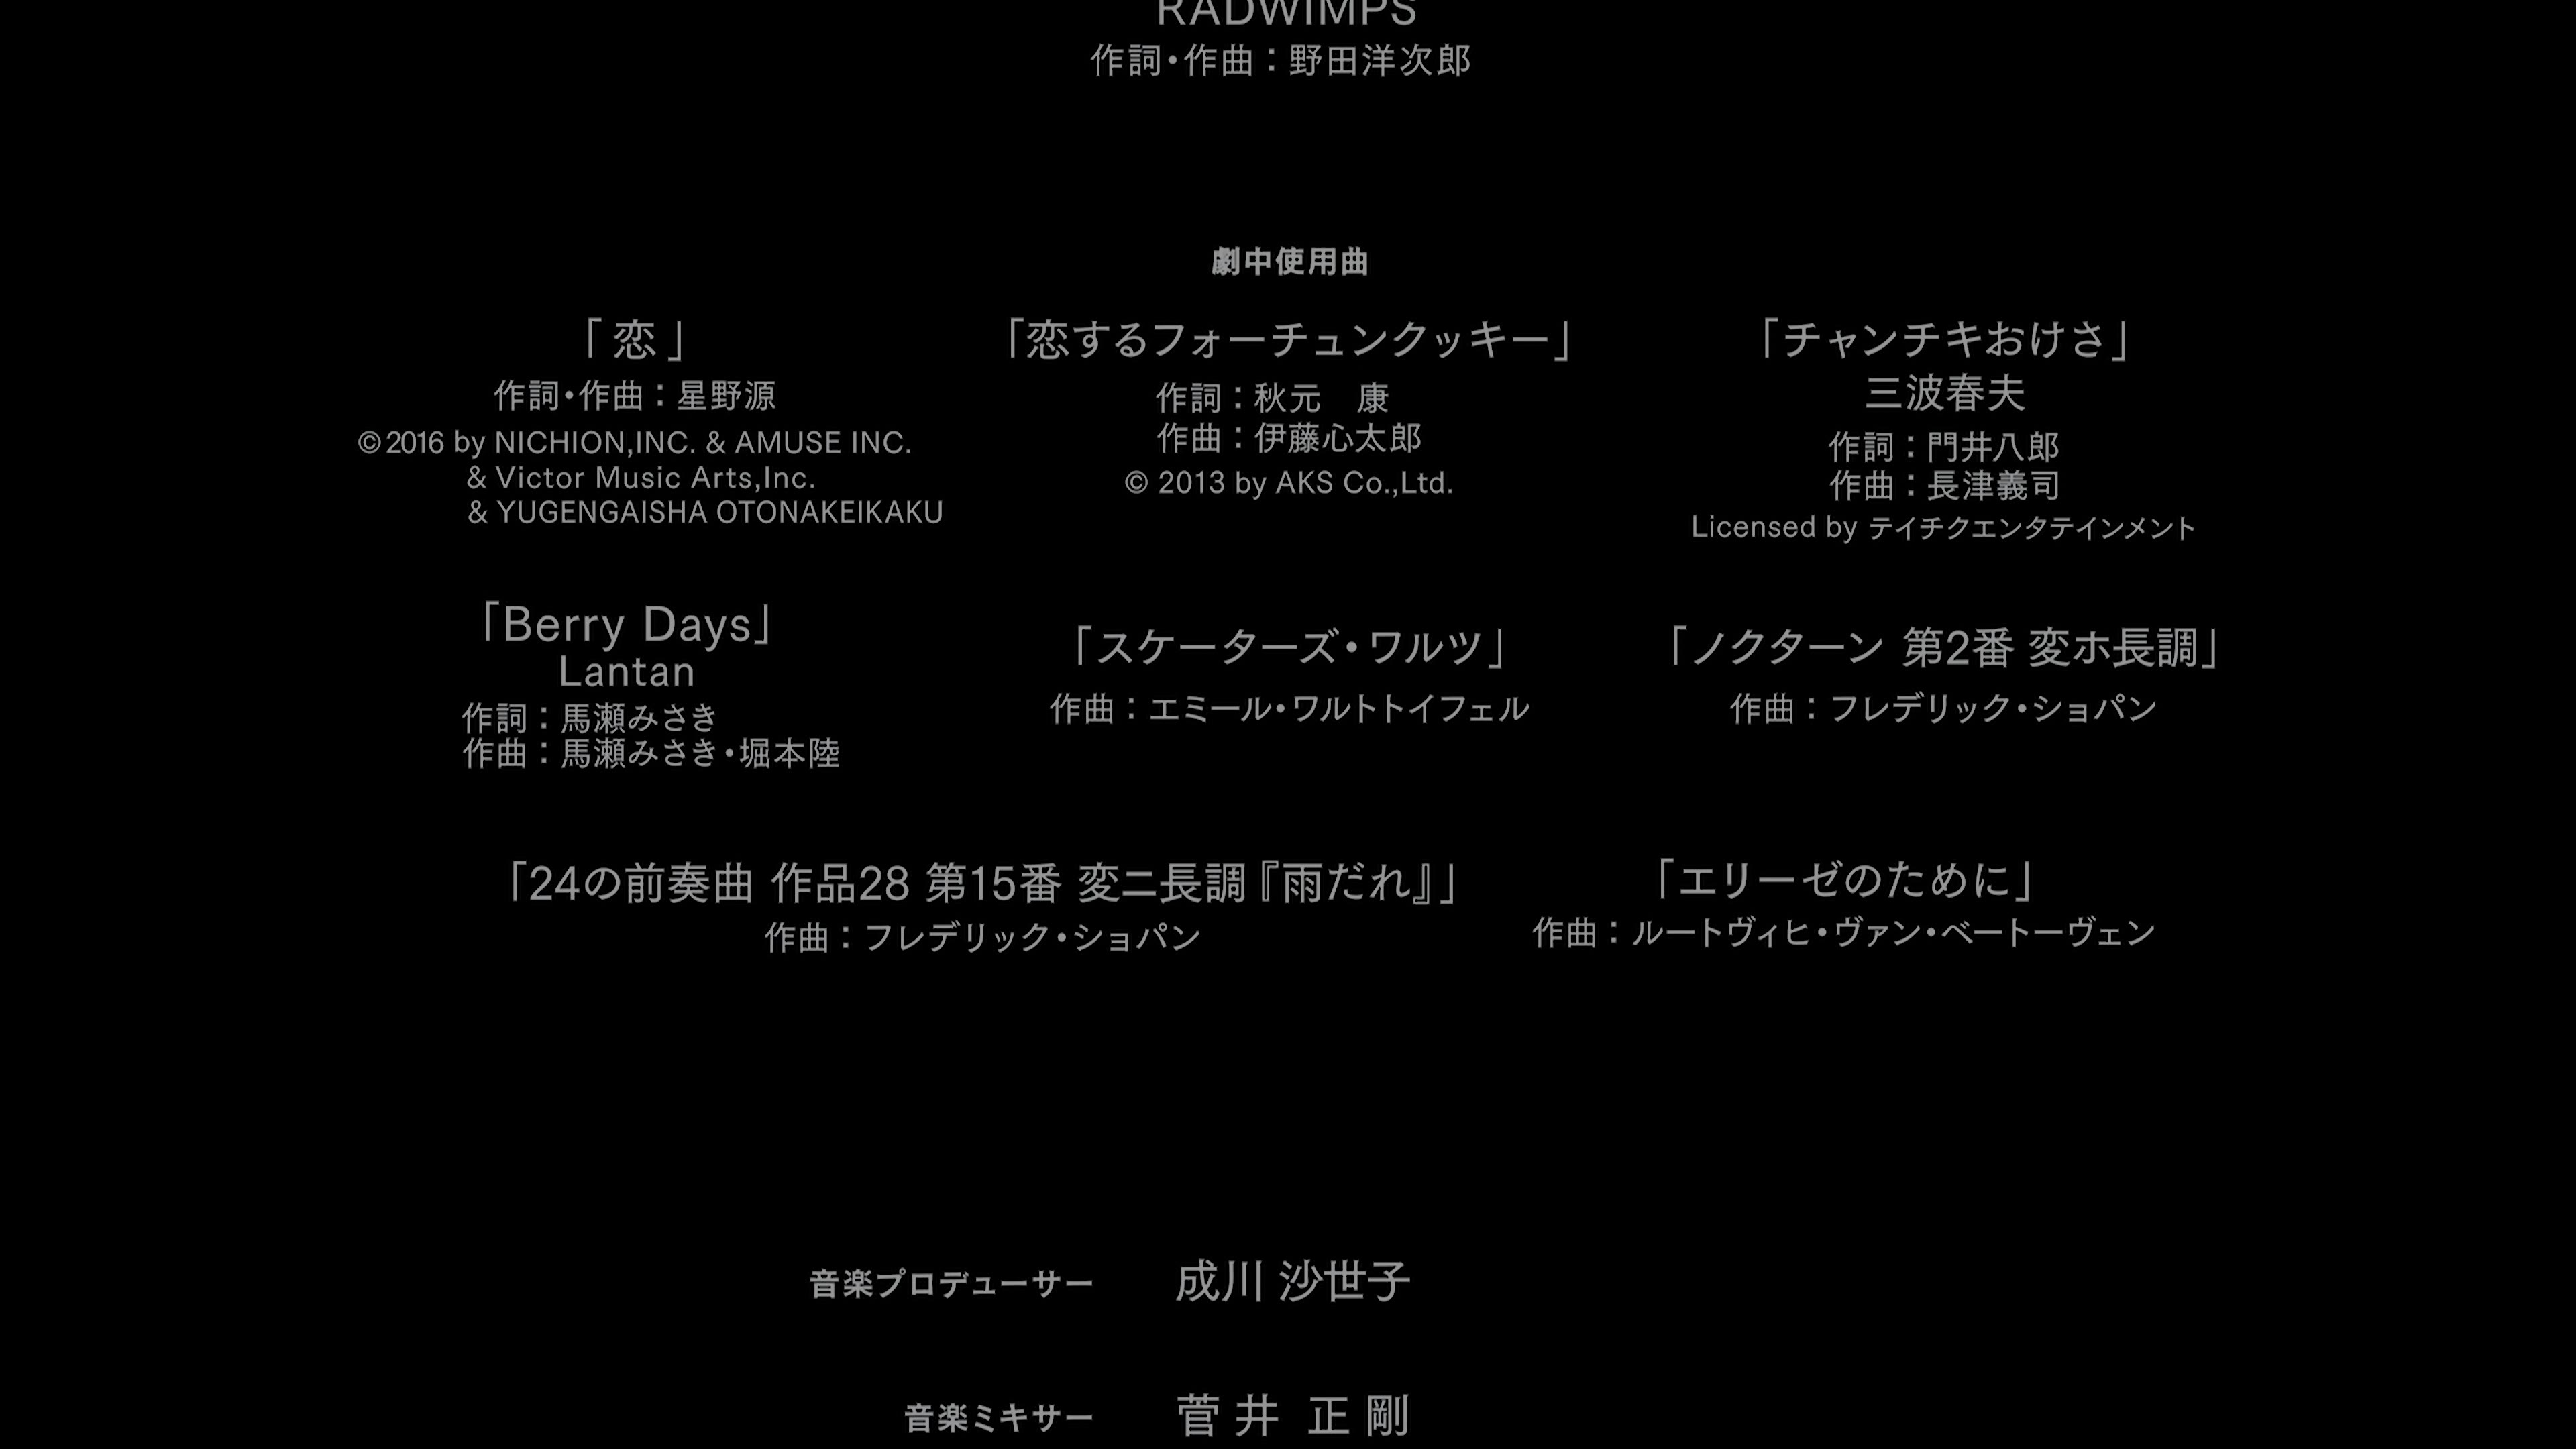 RADWIMPS
作詞・作曲：野田洋次郎
劇中使用曲
「恋」
作詞・作曲：星野源
©2016 by NICHION,INC. & AMUSE INC.
& Victor Music Arts,Inc.
& YUGENGAISHA OTONAKEIKAKU
「恋するフォーチュンクッキー」
作詞：秋元　康
作曲：伊藤心太郎
© 2013 by AKS Co.,Ltd.
「チャンチキおけさ」
三波春夫
作詞：門井八郎
作曲：長津義司
Licensed by テイチクエンタテインメント
「Berry Days」
Lantan
作詞：馬瀬みさき
作曲：馬瀬みさき・堀本陸
「スケーターズ・ワルツ」
作曲：エミール・ワルトトイフェル
「ノクターン 第2番 変ホ長調」
作曲：フレデリック・ショパン
「24の前奏曲 作品28 第15番 変ニ長調『雨だれ』」
作曲：フレデリック・ショパン
「エリーゼのために」
作曲：ルートヴィヒ・ヴァン・ベートーヴェン
音楽プロデューサー 成川 沙世子
音楽ミキサー 菅井 正剛